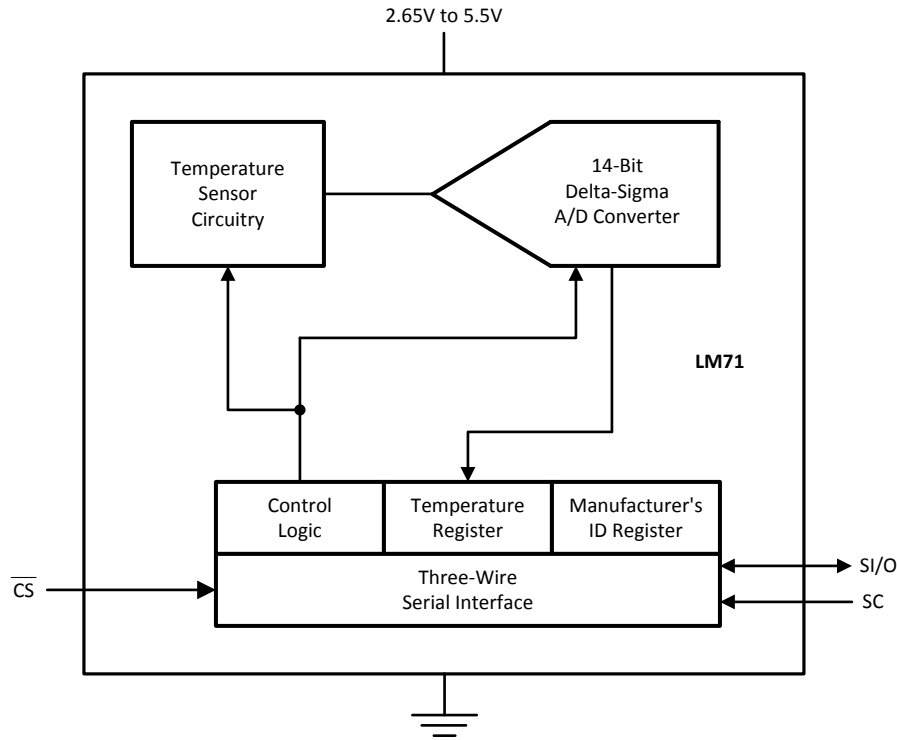 2.65V to 5.5V
Temperature
Sensor
Circuitry
14-Bit
Delta-Sigma
A/D Converter
LM71
Control
Logic
Temperature
Register
Manufacturer's
ID Register
Three-Wire
Serial Interface
C̅S̅
SI/O
SC